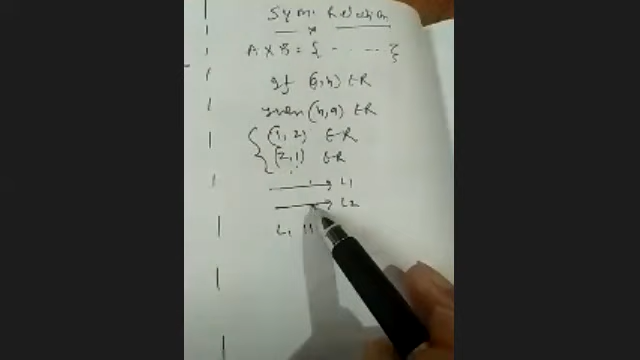 Sym. Relation
A X B = { - - - - - }
If (a,b) ∈ R
then (b,a) ∈ R
(1, 2) ∈ R
(2, 1) ∈ R
L1
L2
L1 ||